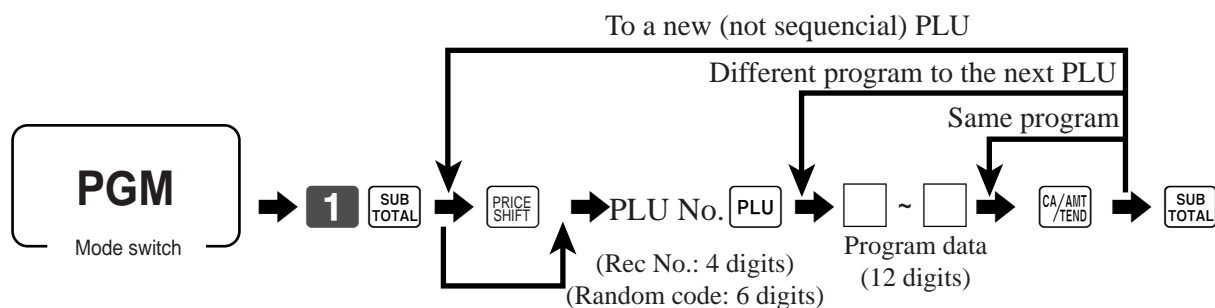 To a new (not sequencial) PLU
Different program to the next PLU
Same program
PGM
Mode switch
1
SUB
TOTAL
PRICE
SHIFT
PLU No. PLU
~
CA/AMT
/TEND
SUB
TOTAL
Program data
(12 digits)
(Rec No.: 4 digits)
(Random code: 6 digits)